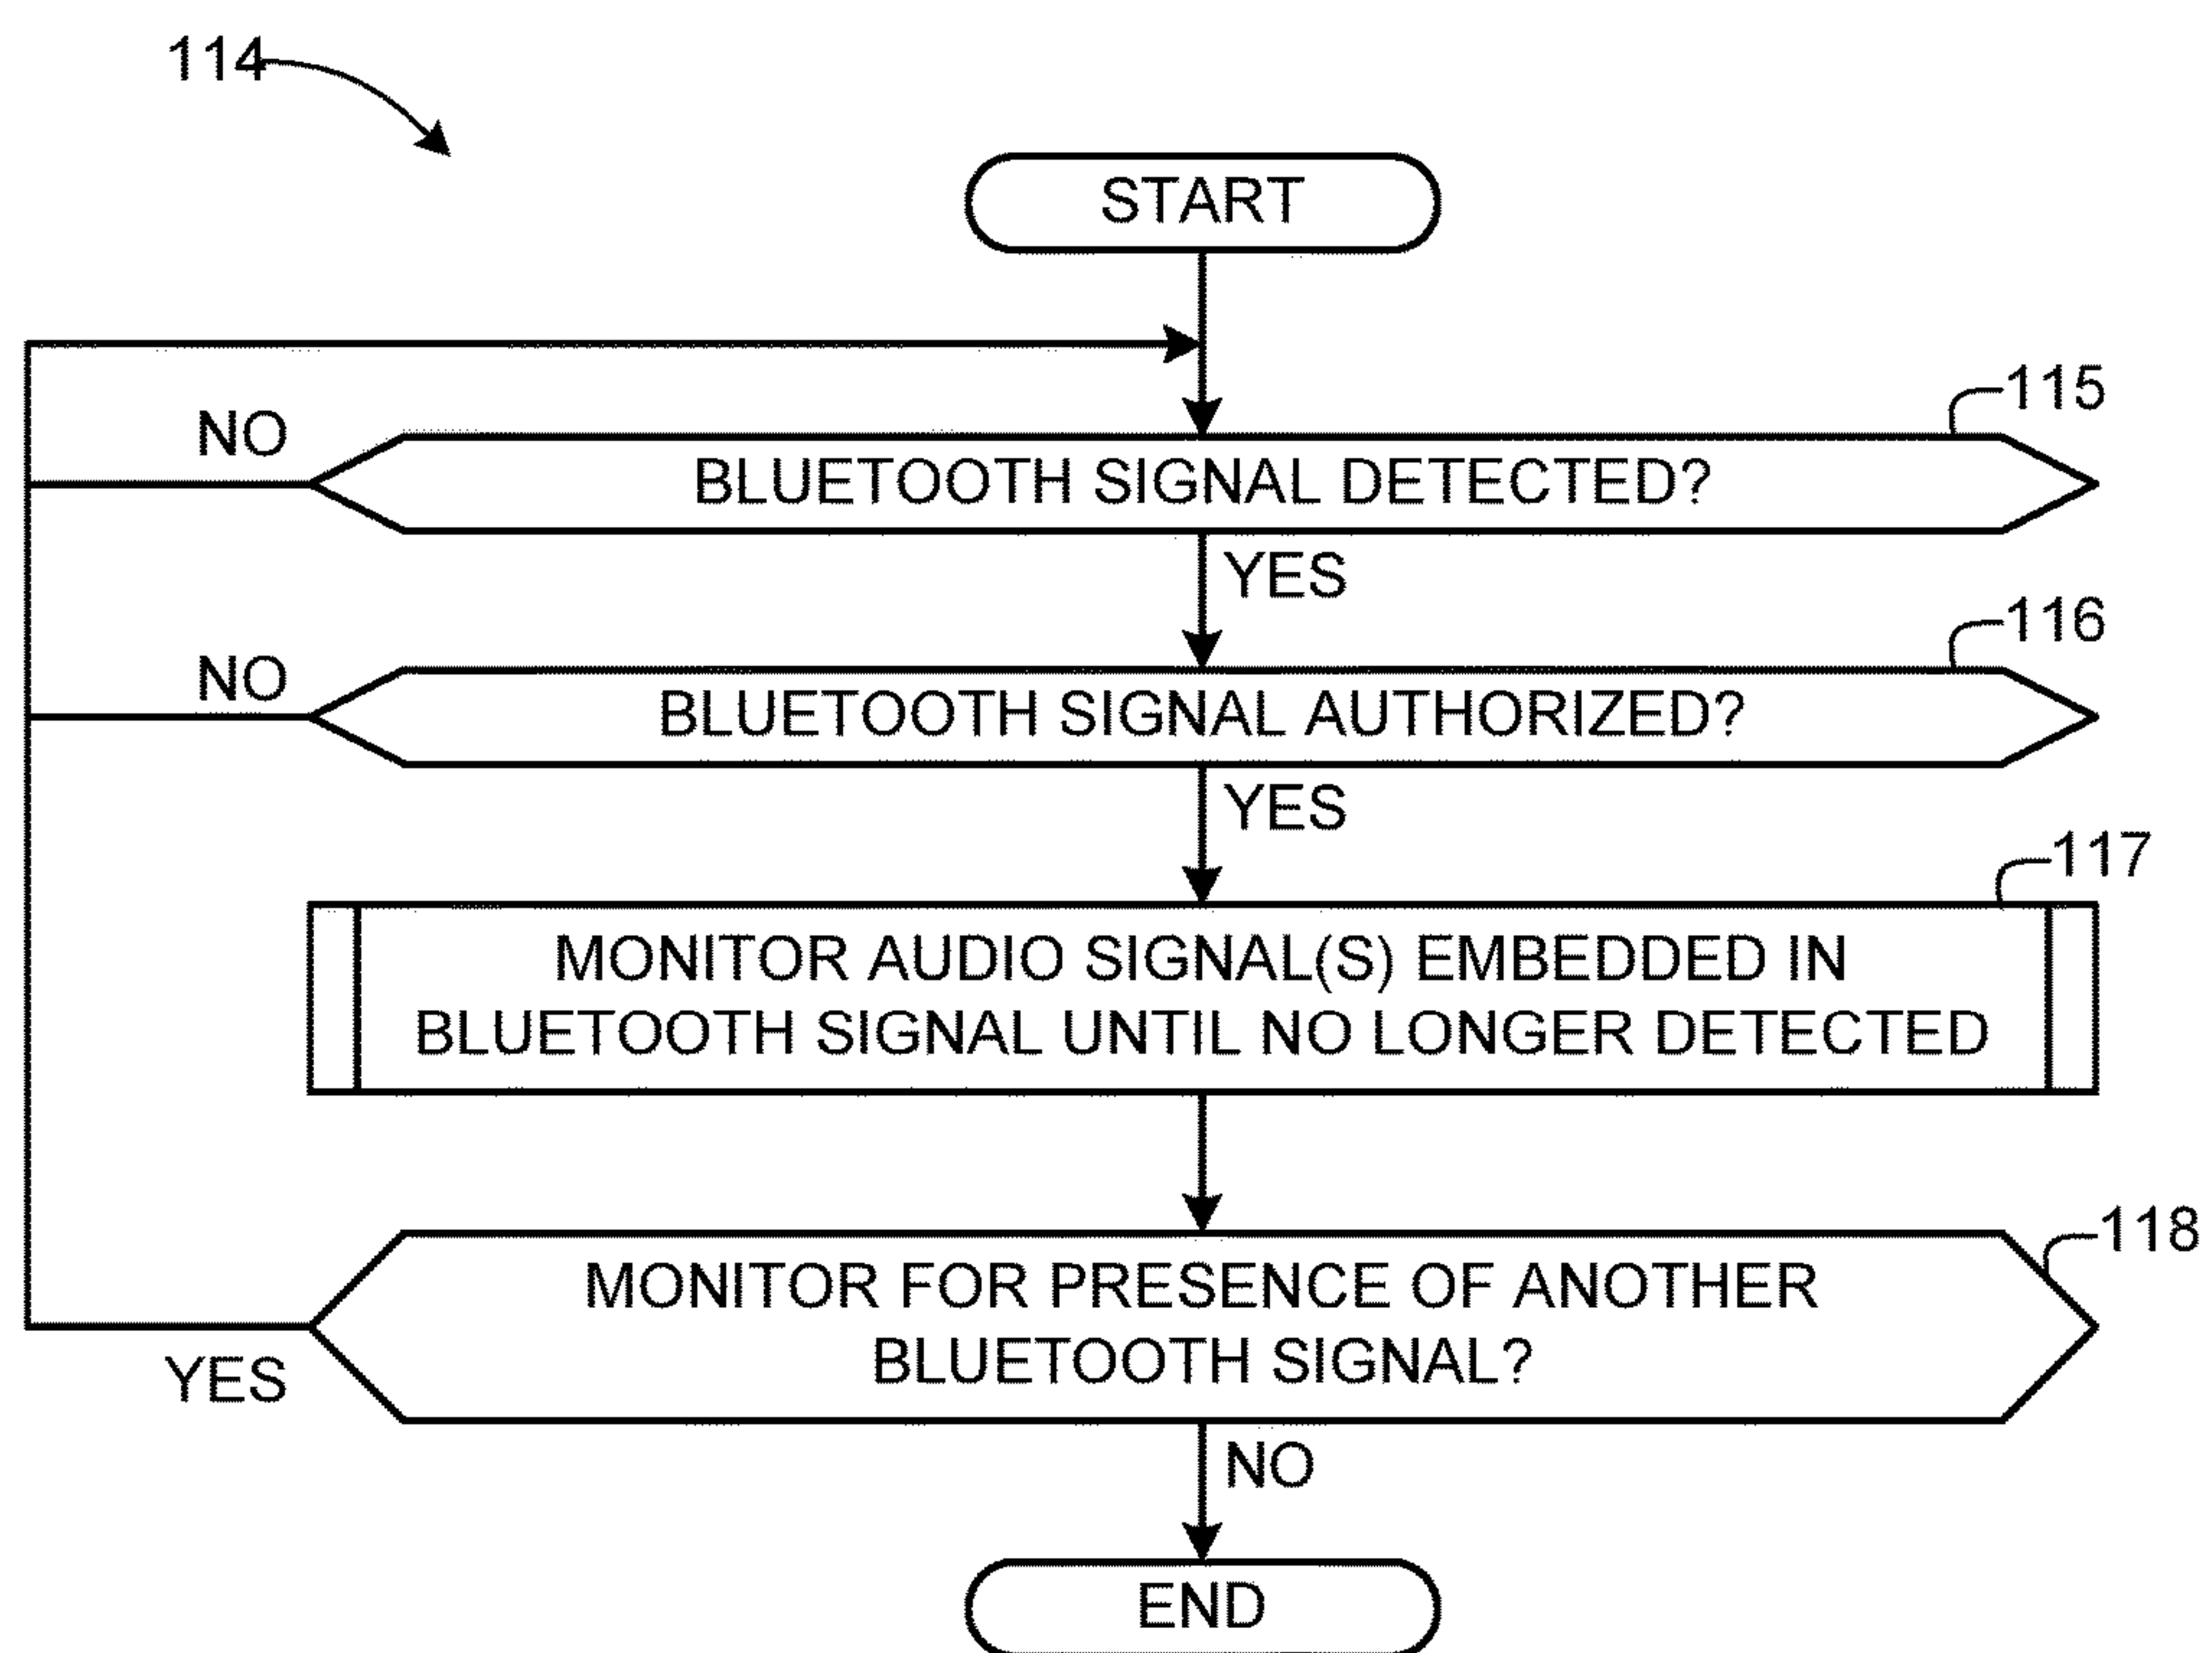 114
START
115
NO
BLUETOOTH SIGNAL DETECTED?
YES
116
NO
BLUETOOTH SIGNAL AUTHORIZED?
YES
117
MONITOR AUDIO SIGNAL(S) EMBEDDED IN
BLUETOOTH SIGNAL UNTIL NO LONGER DETECTED
118
MONITOR FOR PRESENCE OF ANOTHER
BLUETOOTH SIGNAL?
YES
NO
END